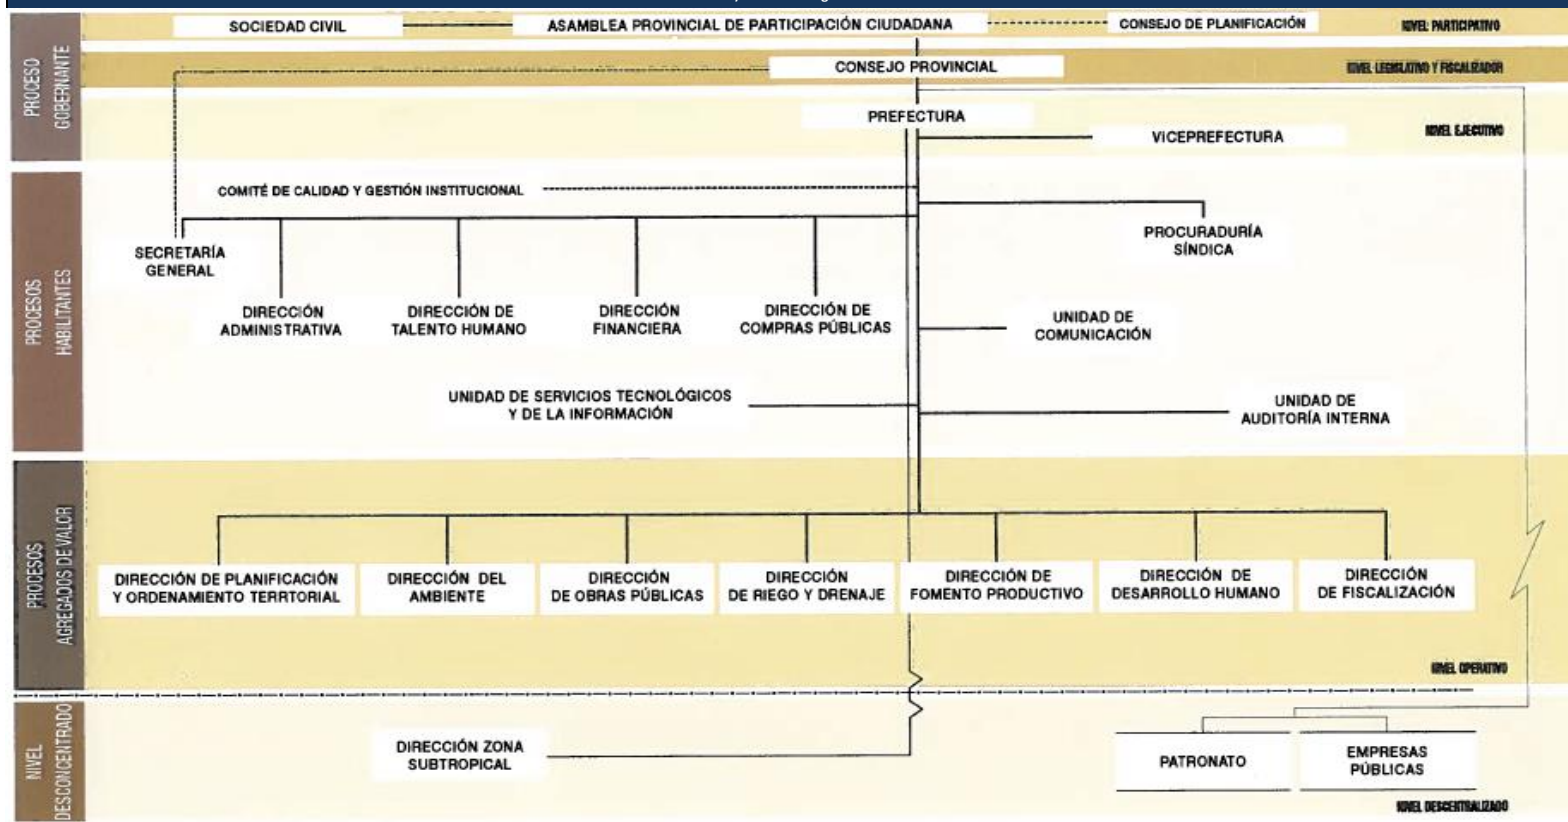 SOCIEDAD CIVIL
ASAMBLEA PROVINCIAL DE PARTICIPACIÓN CIUDADANA
CONSEJO DE PLANIFICACIÓN
NIVEL PARTICIPATIVO
PROCESO
GOBERNANTE
CONSEJO PROVINCIAL
NIVEL LEGISLATIVO Y FISCALIZADOR
PREFECTURA
VICEPREFECTURA
NIVEL EJECUTIVO
PROCESOS
HABILITANTES
COMITÉ DE CALIDAD Y GESTIÓN INSTITUCIONAL
SECRETARÍA
GENERAL
PROCURADURÍA
SÍNDICA
DIRECCIÓN
ADMINISTRATIVA
DIRECCIÓN DE
TALENTO HUMANO
DIRECCIÓN
FINANCIERA
DIRECCIÓN DE
COMPRAS PÚBLICAS
UNIDAD DE
COMUNICACIÓN
UNIDAD DE SERVICIOS TECNOLÓGICOS
Y DE LA INFORMACIÓN
UNIDAD DE
AUDITORÍA INTERNA
PROCESOS
AGREGADOS DE VALOR
DIRECCIÓN DE PLANIFICACIÓN
Y ORDENAMIENTO TERRTORIAL
DIRECCIÓN DEL
AMBIENTE
DIRECCIÓN
DE OBRAS PÚBLICAS
DIRECCIÓN
DE RIEGO Y DRENAJE
DIRECCIÓN DE
FOMENTO PRODUCTIVO
DIRECCIÓN DE
DESARROLLO HUMANO
DIRECCIÓN
DE FISCALIZACIÓN
NIVEL OPERATIVO
NIVEL
DESCONCENTRADO
DIRECCIÓN ZONA
SUBTROPICAL
PATRONATO
EMPRESAS
PÚBLICAS
NIVEL DESCENTRALIZADO